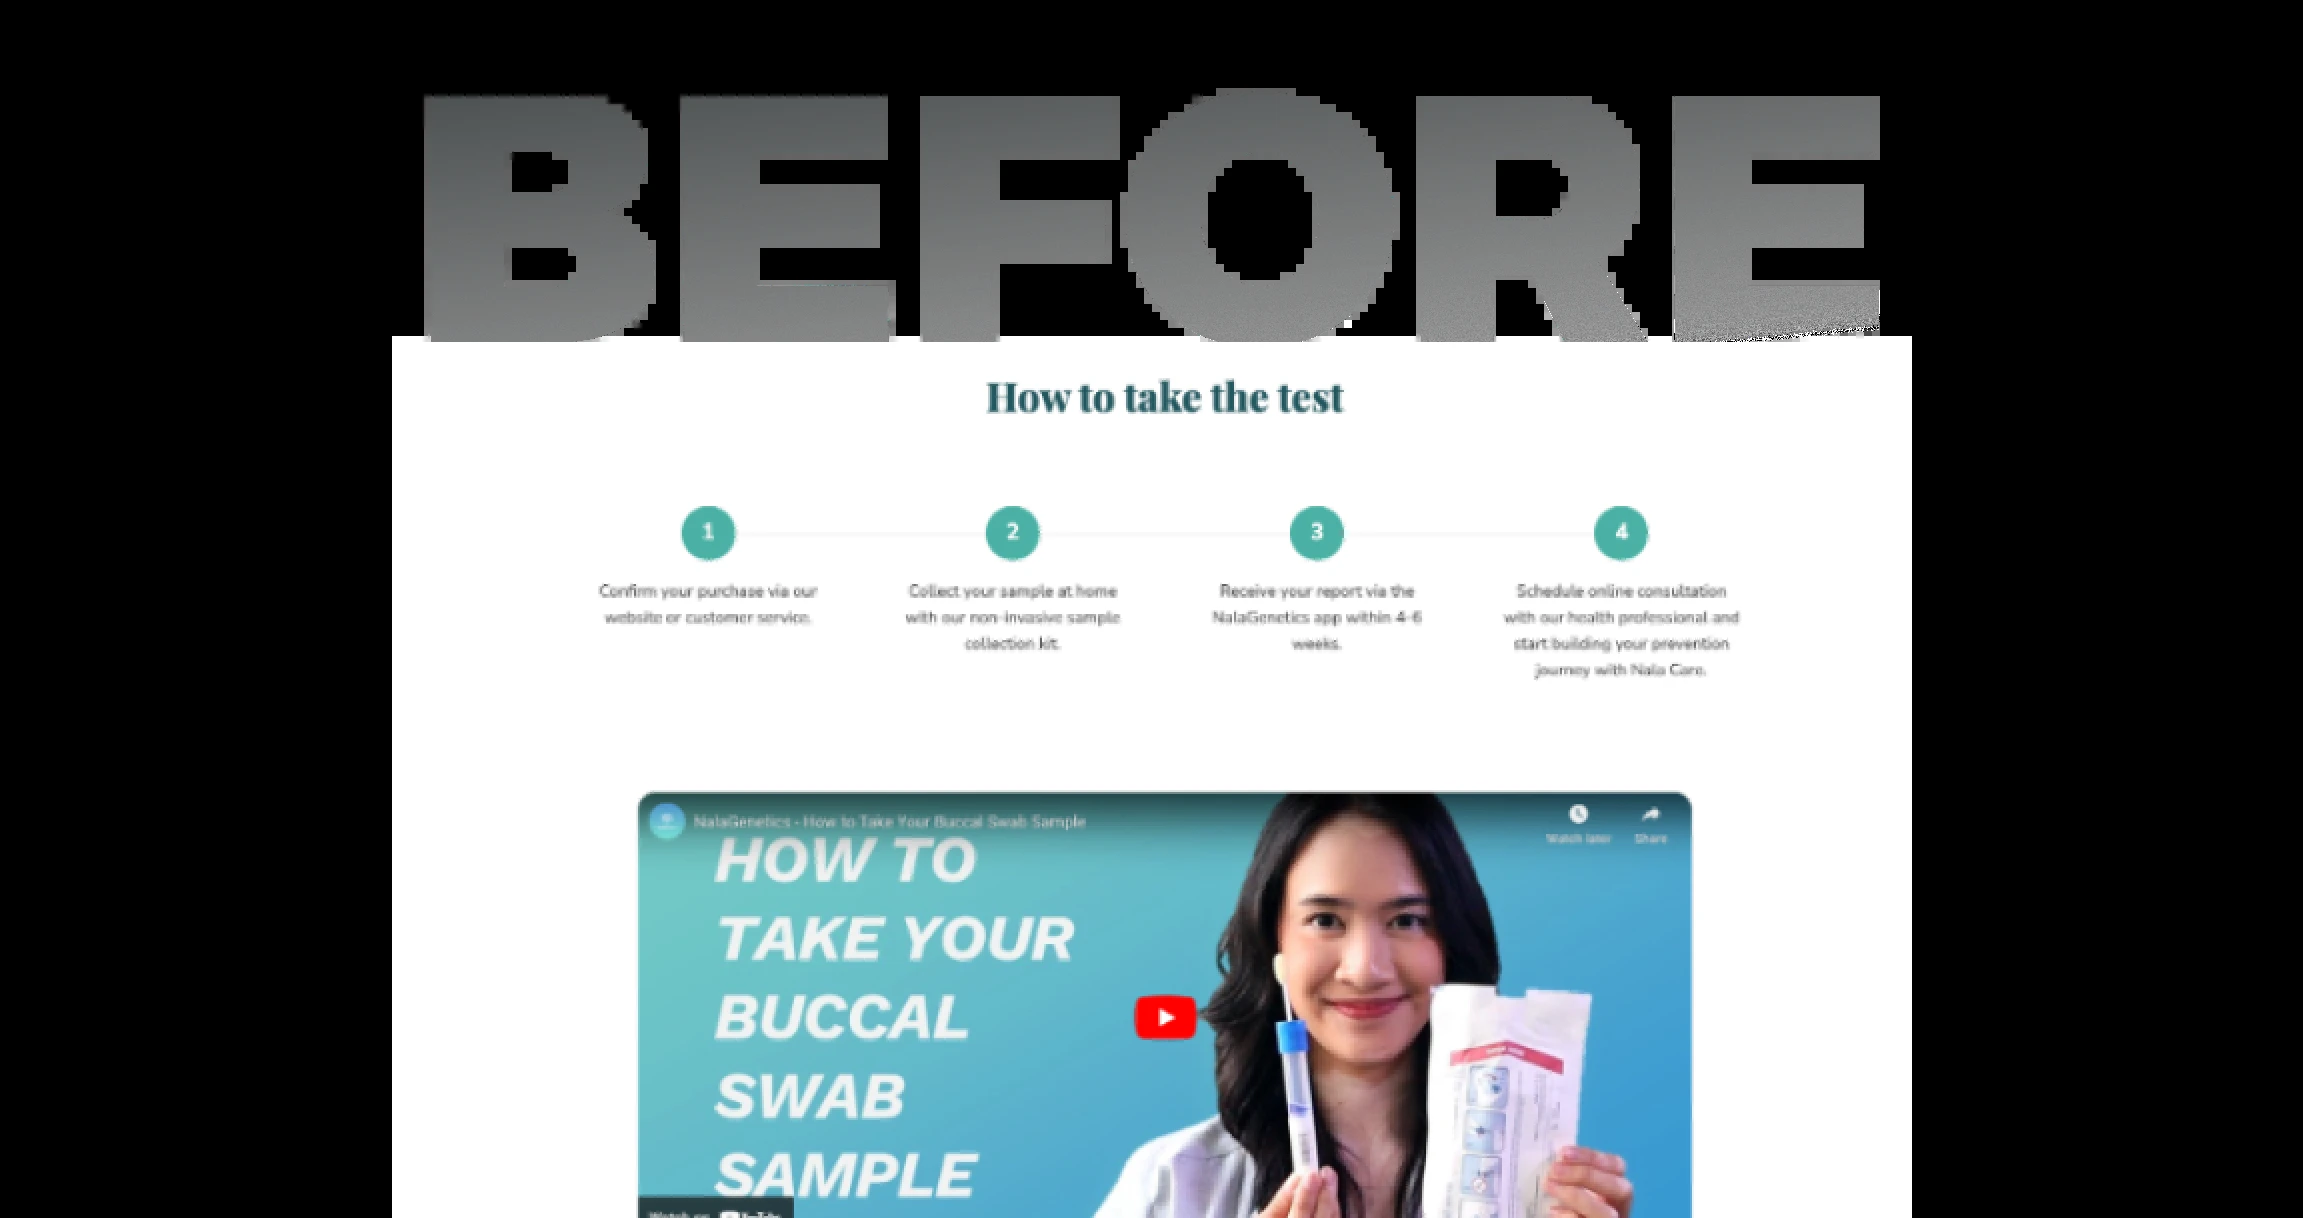 BEFORE
How to take the test
1
Confirm your purchase via our
website or customer service.
2
Collect your sample at home
with our non-invasive sample
collection kit.
3
Receive your report via the
NalaGenetics app within 4-6
weeks.
4
Schedule online consultation
with our health professional and
start building your prevention
journey with Nala Care.
NalaGenetics - How to Take Your Buccal Swab Sample
Watch later
Share
HOW TO
TAKE YOUR
BUCCAL
SWAB
SAMPLE
Watch on YouTube